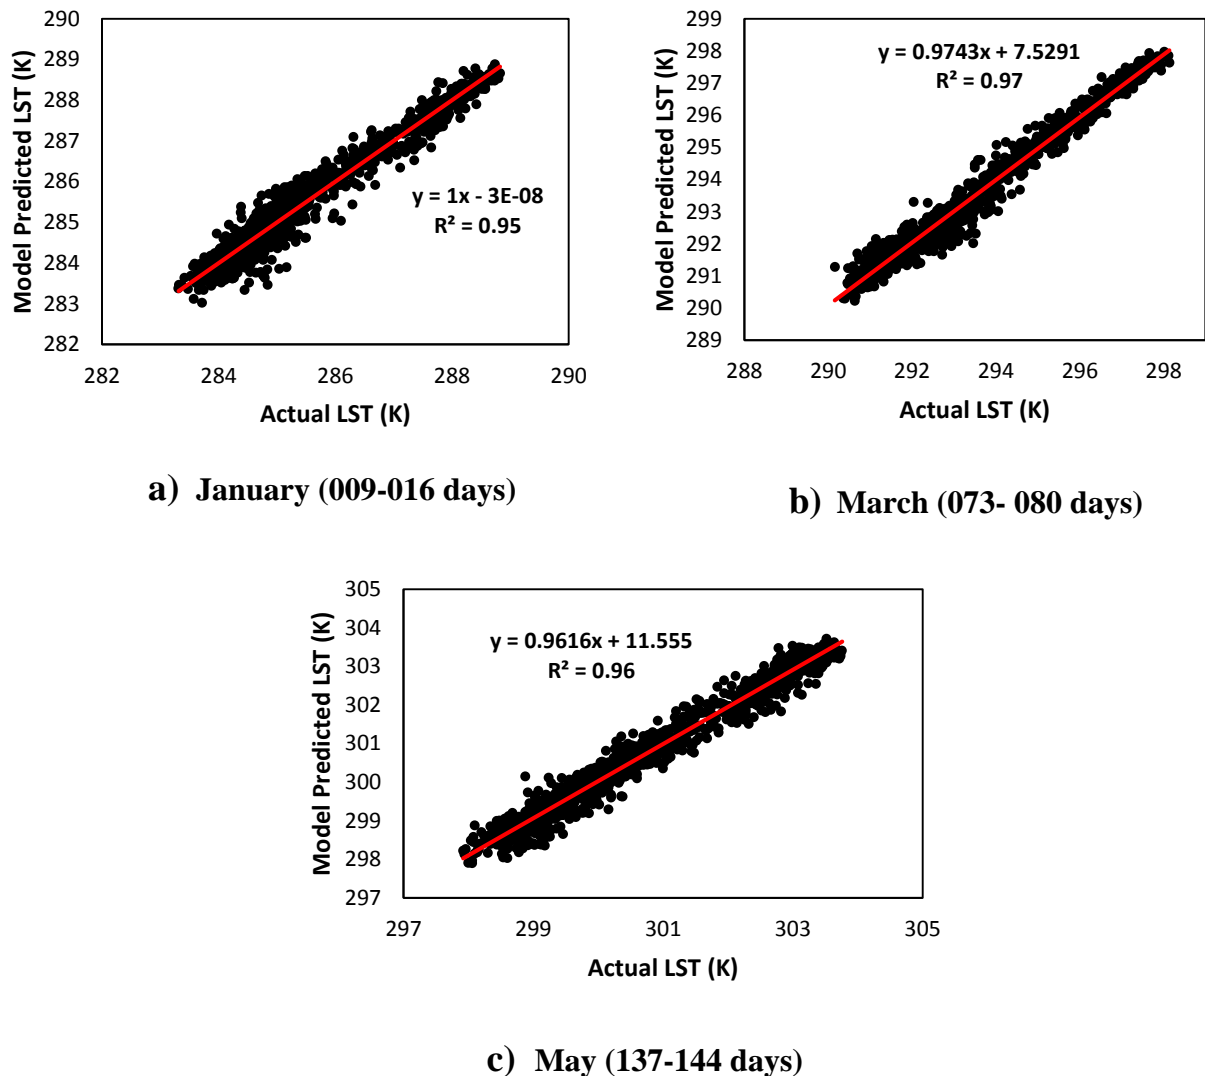 290
289
288
287
286
285
284
283
282
Model Predicted LST (K)
y = 1x - 3E-08
R² = 0.95
282 284 286 288 290
Actual LST (K)
a) January (009-016 days)
299
298
297
296
295
294
293
292
291
290
289
Model Predicted LST (K)
y = 0.9743x + 7.5291
R² = 0.97
288 290 292 294 296 298
Actual LST (K)
b) March (073- 080 days)
305
304
303
302
301
300
299
298
297
Model Predicted LST (K)
y = 0.9616x + 11.555
R² = 0.96
297 299 301 303 305
Actual LST (K)
c) May (137-144 days)